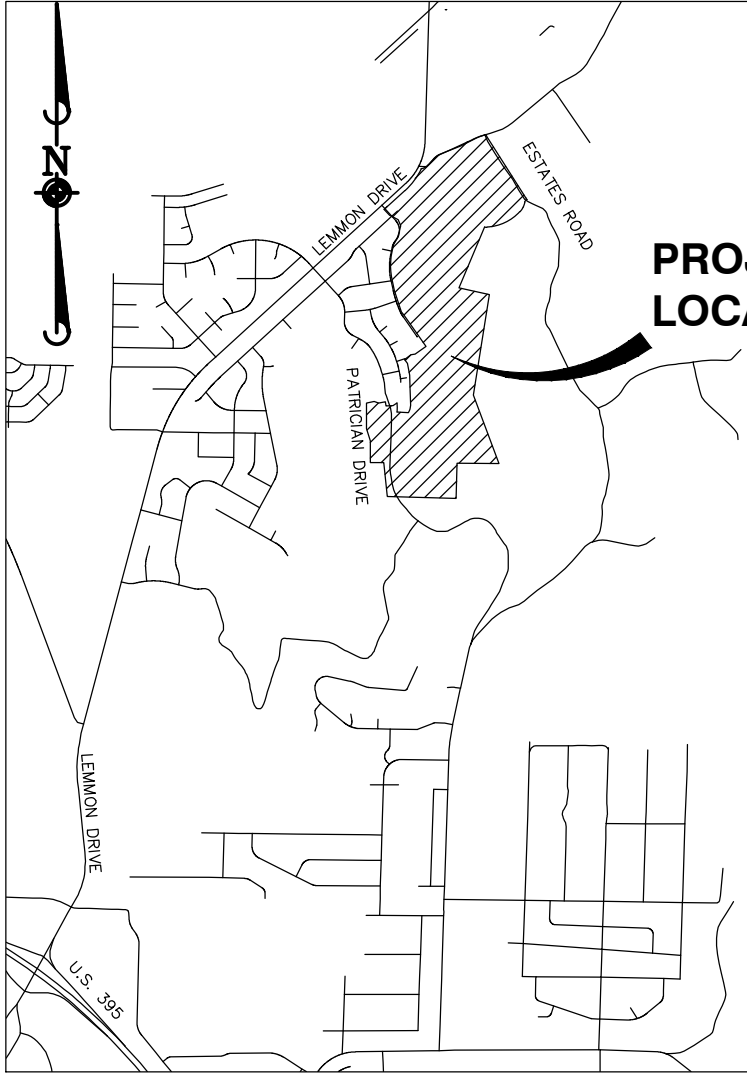 N
LEMMON DRIVE
ESTATES ROAD
PROJ
LOCA
PATRICIAN DRIVE
LEMMON DRIVE
U.S. 395